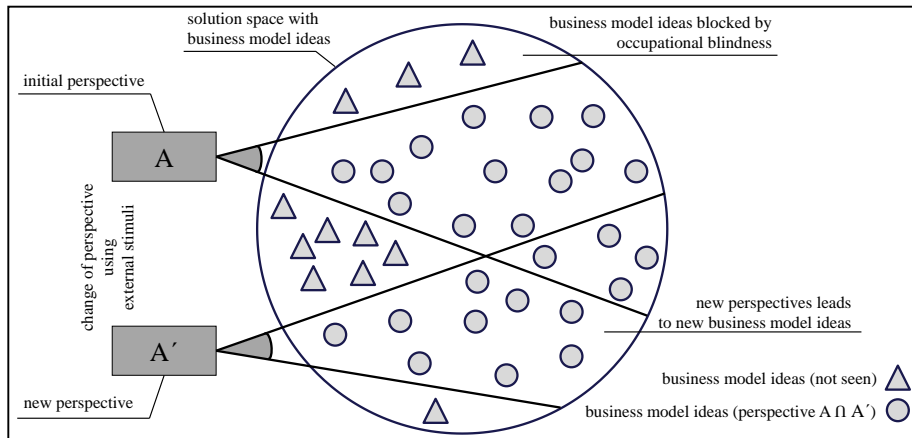 solution space with
business model ideas
business model ideas blocked by
occupational blindness
initial perspective
A
change of perspective
using
external stimuli
A´
new perspective
new perspectives leads
to new business model ideas
business model ideas (not seen)
business model ideas (perspective A ∩ A´)